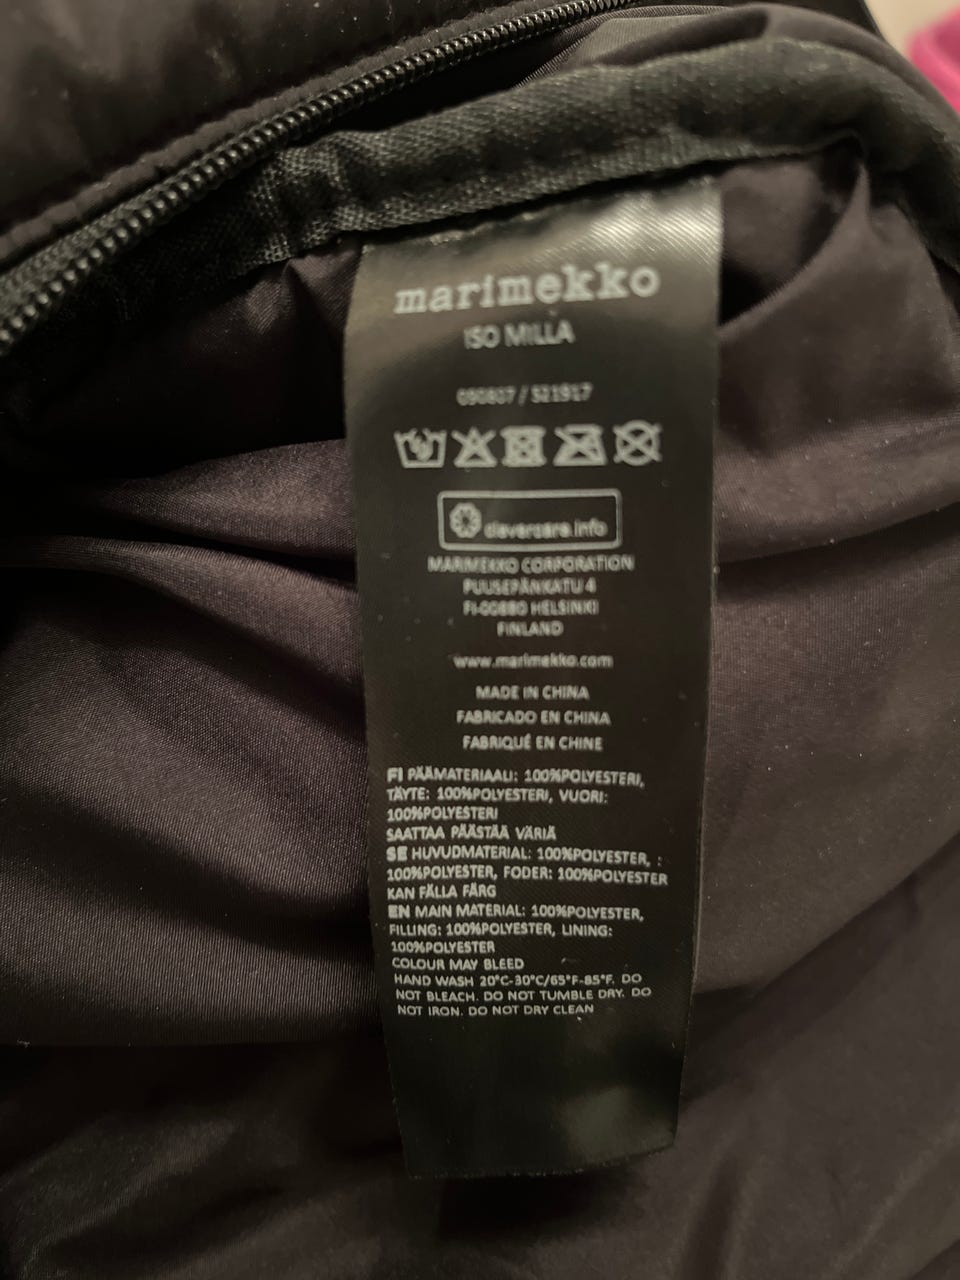 marimekko
ISO MILLA
090837 / 321917
clevercare.info
MARIMEKKO CORPORATION
PUUSEPÄNKATU 4
FI-00880 HELSINKI
FINLAND
www.marimekko.com
MADE IN CHINA
FABRICADO EN CHINA
FABRIQUÉ EN CHINE
FI PÄÄMATERIAALI: 100%POLYESTERI,
TÄYTE: 100%POLYESTERI, VUORI:
100%POLYESTERI
SAATTAA PÄÄSTÄÄ VÄRIÄ
SE HUVUDMATERIAL: 100%POLYESTER, :
100%POLYESTER, FODER: 100%POLYESTER
KAN FÄLLA FÄRG
EN MAIN MATERIAL: 100%POLYESTER,
FILLING: 100%POLYESTER, LINING:
100%POLYESTER
COLOUR MAY BLEED
HAND WASH 20°C-30°C/65°F-85°F. DO
NOT BLEACH. DO NOT TUMBLE DRY. DO
NOT IRON. DO NOT DRY CLEAN